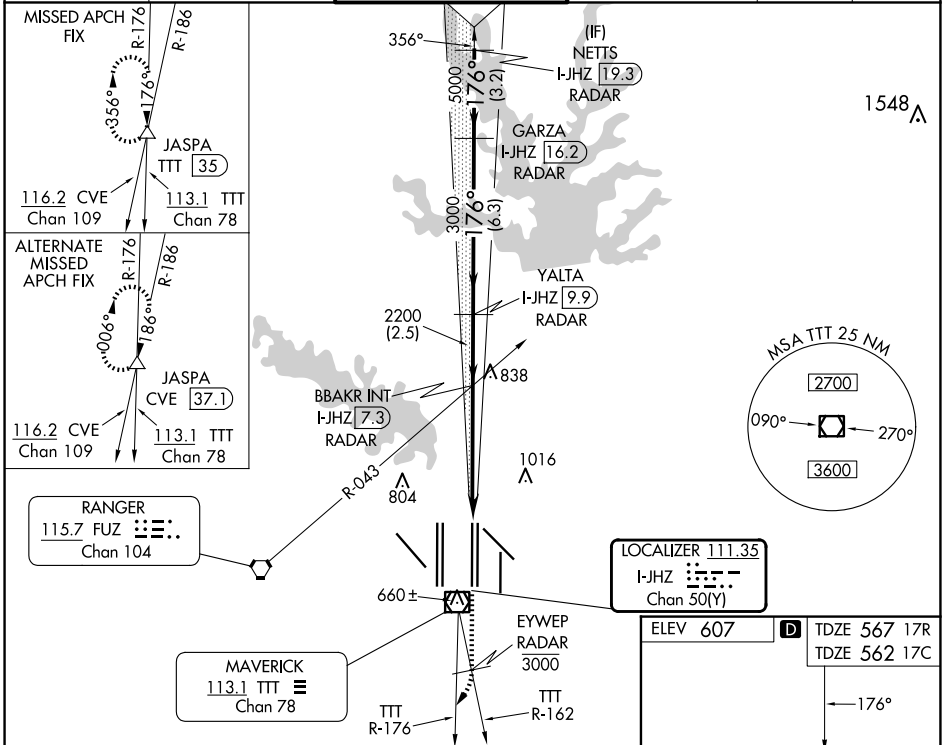 MISSED APCH
FIX
R-176
R-186
356°
176°
JASPA
TTT 35
116.2 CVE
Chan 109
113.1 TTT
Chan 78
ALTERNATE
MISSED
APCH FIX
R-176
R-186
006°
186°
JASPA
CVE 37.1
116.2 CVE
Chan 109
113.1 TTT
Chan 78
356°
(IF)
NETTS
I-JHZ 19.3
RADAR
5000
176°
(3.2)
GARZA
I-JHZ 16.2
RADAR
3000
176°
(6.3)
YALTA
I-JHZ 9.9
RADAR
2200
(2.5)
838
BBAKR INT
I-JHZ 7.3
RADAR
R-043
804
1016
1548
MSA TTT 25 NM
2700
090°
270°
3600
RANGER
115.7 FUZ
Chan 104
LOCALIZER 111.35
I-JHZ
Chan 50(Y)
660±
EYWEP
RADAR
3000
MAVERICK
113.1 TTT
Chan 78
TTT
R-176
TTT
R-162
ELEV 607
D
TDZE 567 17R
TDZE 562 17C
176°